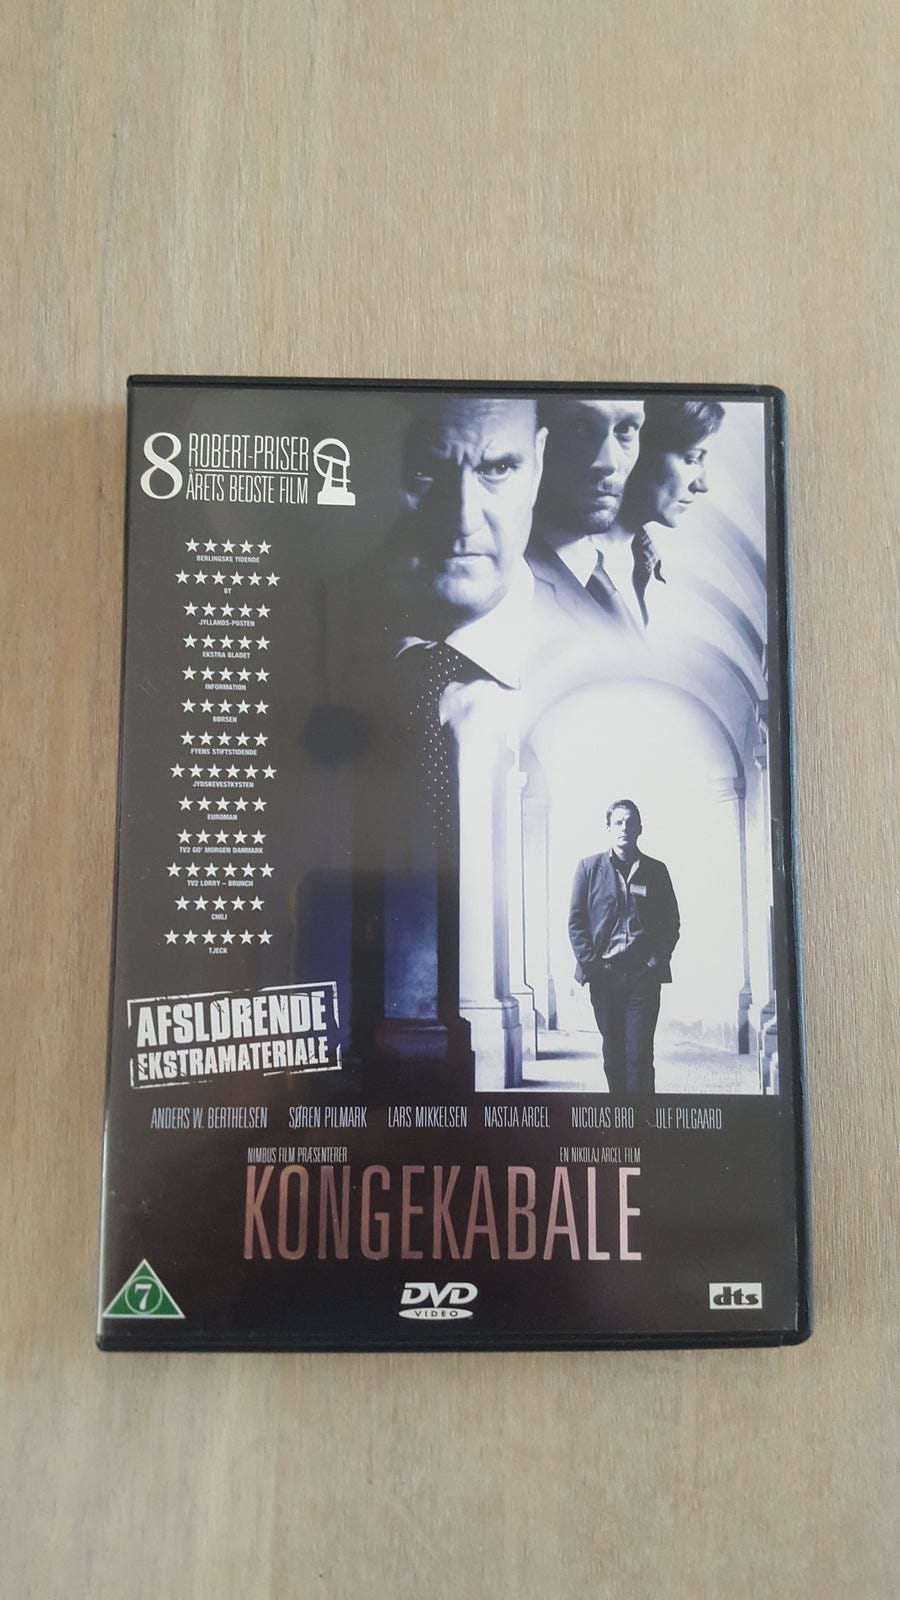 8 ROBERT-PRISER
ÅRETS BEDSTE FILM
BERLINGSKE TIDENDE
BT
JYLLANDS-POSTEN
EKSTRA BLADET
INFORMATION
BØRSEN
FYENS STIFTSTIDENDE
JYDSKEVESTKYSTEN
EUROMAN
TV2 GO' MORGEN DANMARK
TV2 LORRY – BRUNCH
CHILI
TJECK
AFSLØRENDE
EKSTRAMATERIALE
ANDERS W. BERTHELSEN SØREN PILMARK LARS MIKKELSEN NASTJA ARCEL NICOLAS BRO ULF PILGAARD
NIMBUS FILM PRÆSENTERER EN NIKOLAJ ARCEL FILM
KONGEKABALE
7 DVD dts
VIDEO